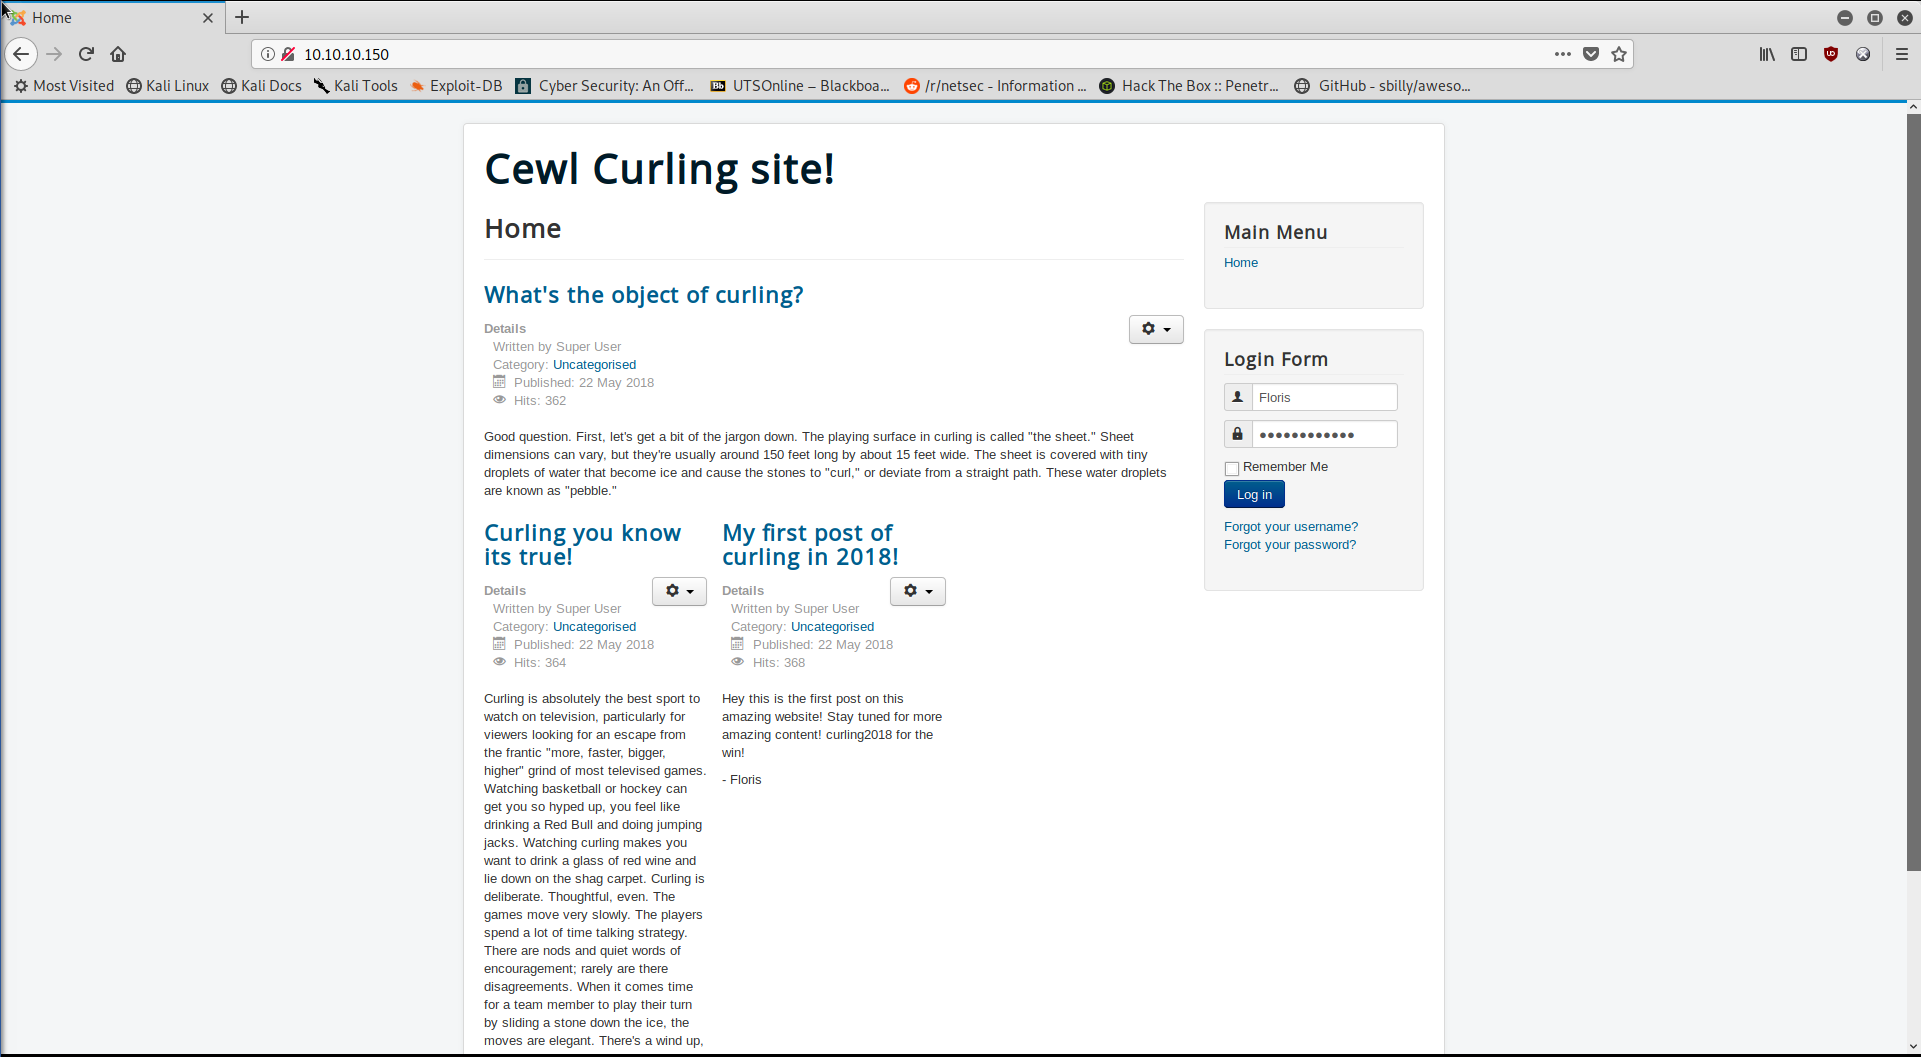 Home
10.10.10.150
Most Visited Kali Linux Kali Docs Kali Tools Exploit-DB Cyber Security: An Off... UTSOnline – Blackboa... /r/netsec - Information ... Hack The Box :: Penetr... GitHub - sbilly/aweso...
Cewl Curling site!
Home
What's the object of curling?
Details
Written by Super User
Category: Uncategorised
Published: 22 May 2018
Hits: 362
Good question. First, let's get a bit of the jargon down. The playing surface in curling is called "the sheet." Sheet
dimensions can vary, but they're usually around 150 feet long by about 15 feet wide. The sheet is covered with tiny
droplets of water that become ice and cause the stones to "curl," or deviate from a straight path. These water droplets
are known as "pebble."
Curling you know
its true!
Details
Written by Super User
Category: Uncategorised
Published: 22 May 2018
Hits: 364
Curling is absolutely the best sport to
watch on television, particularly for
viewers looking for an escape from
the frantic "more, faster, bigger,
higher" grind of most televised games.
Watching basketball or hockey can
get you so hyped up, you feel like
drinking a Red Bull and doing jumping
jacks. Watching curling makes you
want to drink a glass of red wine and
lie down on the shag carpet. Curling is
deliberate. Thoughtful, even. The
games move very slowly. The players
spend a lot of time talking strategy.
There are nods and quiet words of
encouragement; rarely are there
disagreements. When it comes time
for a team member to play their turn
by sliding a stone down the ice, the
moves are elegant. There's a wind up,
My first post of
curling in 2018!
Details
Written by Super User
Category: Uncategorised
Published: 22 May 2018
Hits: 368
Hey this is the first post on this
amazing website! Stay tuned for more
amazing content! curling2018 for the
win!
- Floris
Main Menu
Home
Login Form
Floris
Remember Me
Log in
Forgot your username?
Forgot your password?